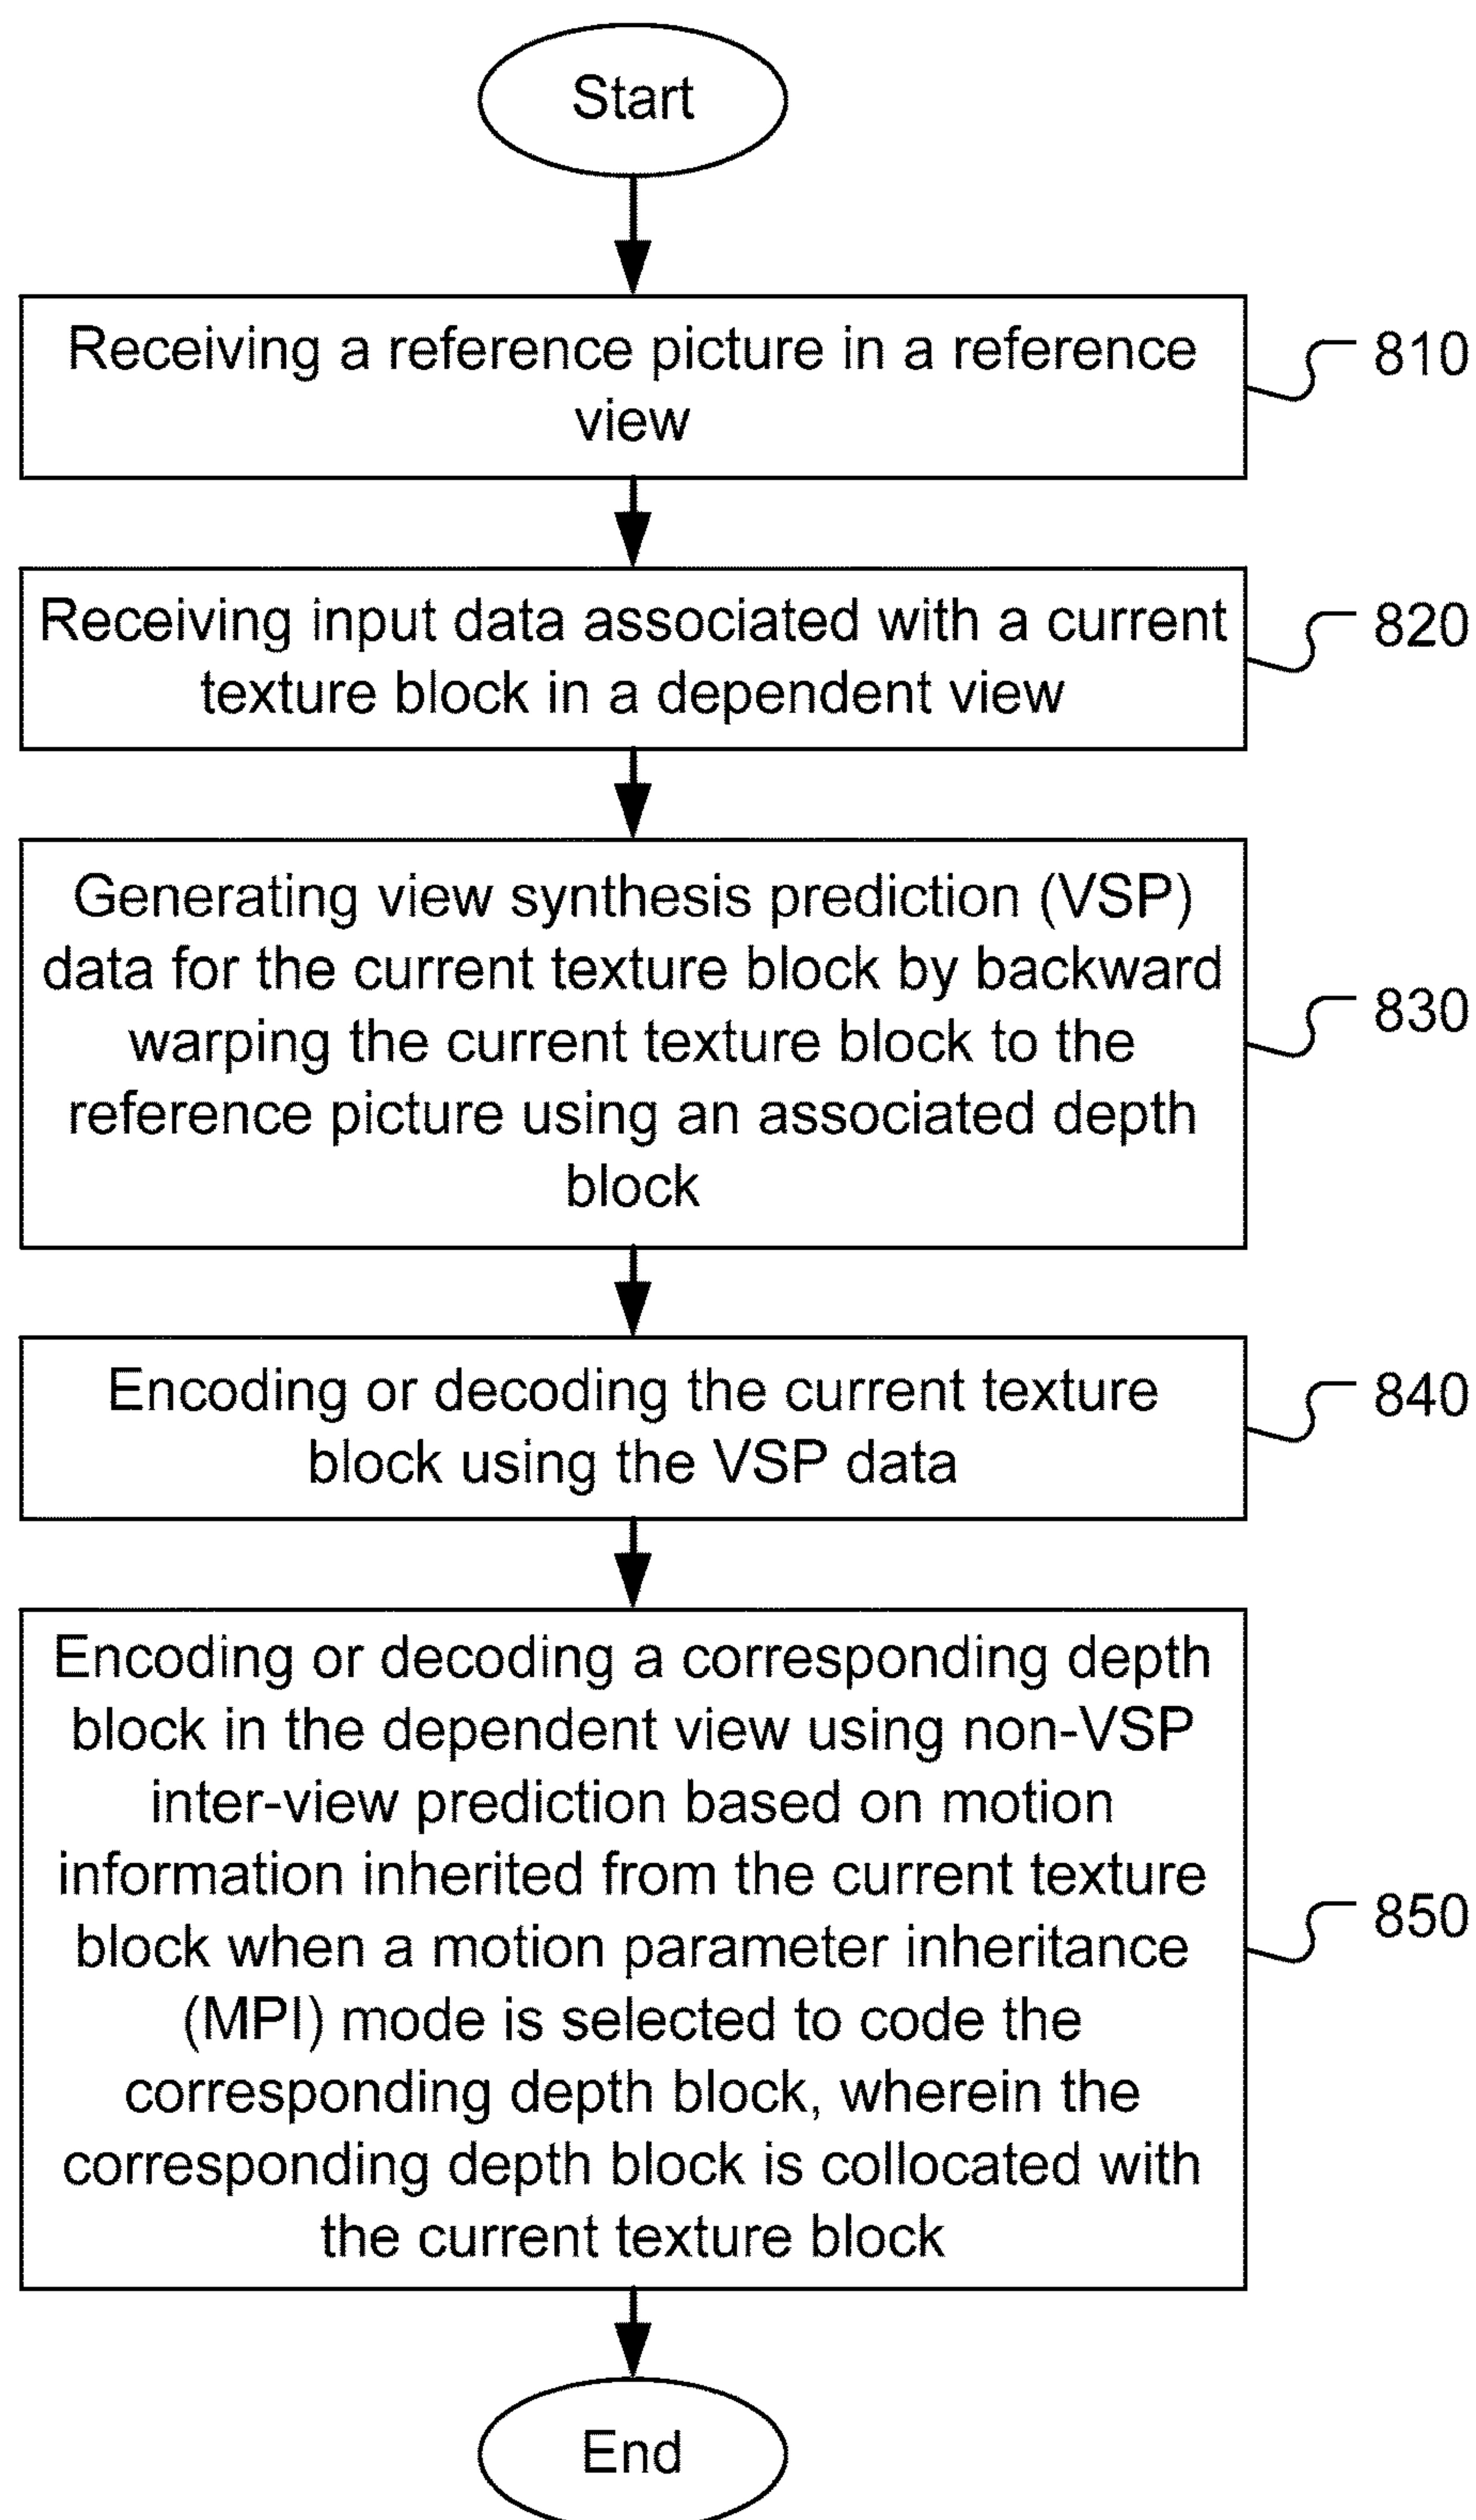 Start
Receiving a reference picture in a reference
view
810
Receiving input data associated with a current
texture block in a dependent view
820
Generating view synthesis prediction (VSP)
data for the current texture block by backward
warping the current texture block to the
reference picture using an associated depth
block
830
Encoding or decoding the current texture
block using the VSP data
840
Encoding or decoding a corresponding depth
block in the dependent view using non-VSP
inter-view prediction based on motion
information inherited from the current texture
block when a motion parameter inheritance
(MPI) mode is selected to code the
corresponding depth block, wherein the
corresponding depth block is collocated with
the current texture block
850
End